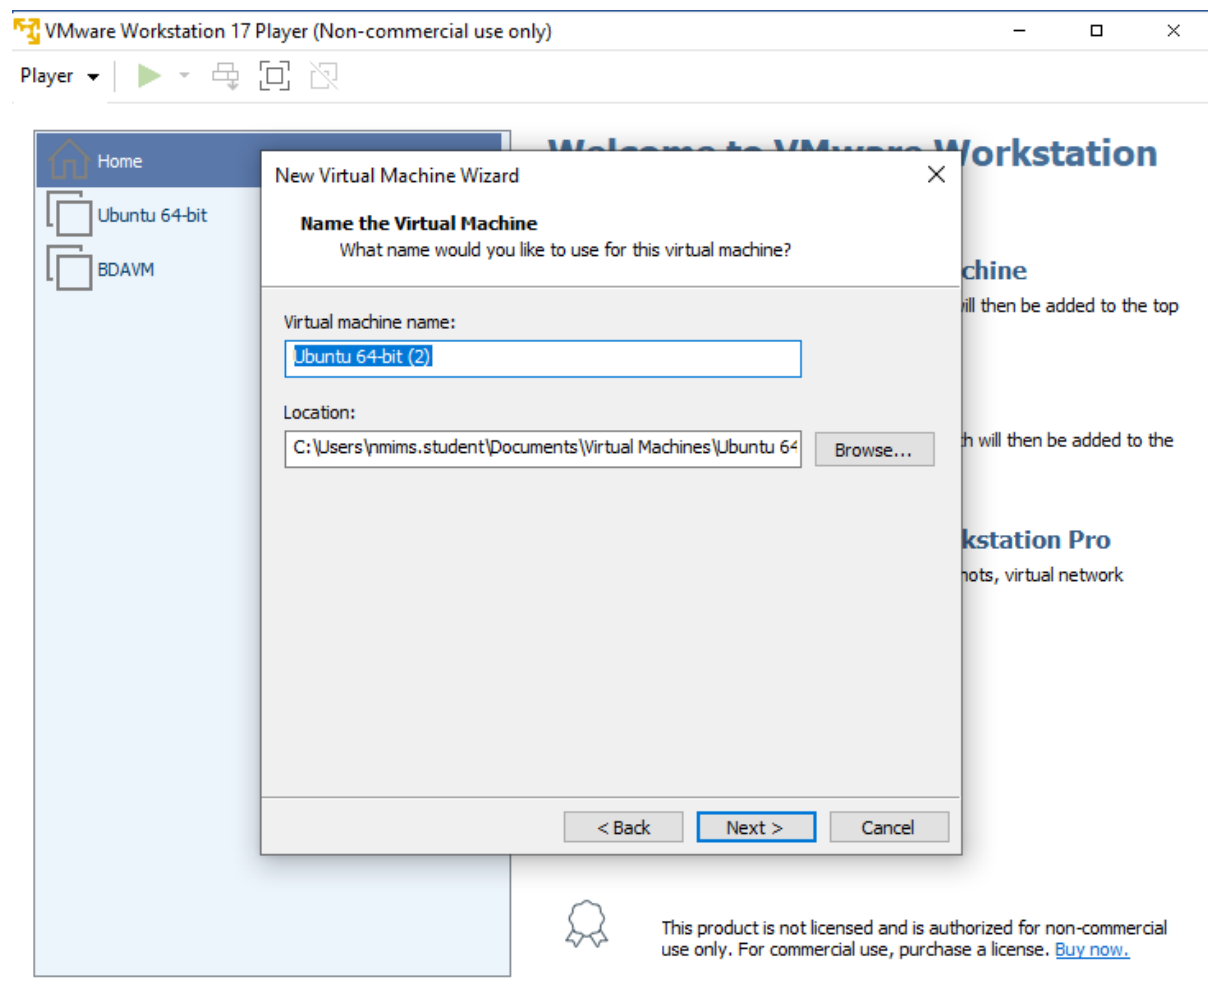 VMware Workstation 17 Player (Non-commercial use only)
Player
Home
Ubuntu 64-bit
BDAVM
Welcome to VMware Workstation
New Virtual Machine Wizard
Name the Virtual Machine
What name would you like to use for this virtual machine?
Virtual machine name:
Ubuntu 64-bit (2)
Location:
C:\Users\nmims.student\Documents\Virtual Machines\Ubuntu 64
Browse...
< Back
Next >
Cancel
chine
ill then be added to the top
h will then be added to the
kstation Pro
nots, virtual network
This product is not licensed and is authorized for non-commercial
use only. For commercial use, purchase a license. Buy now.